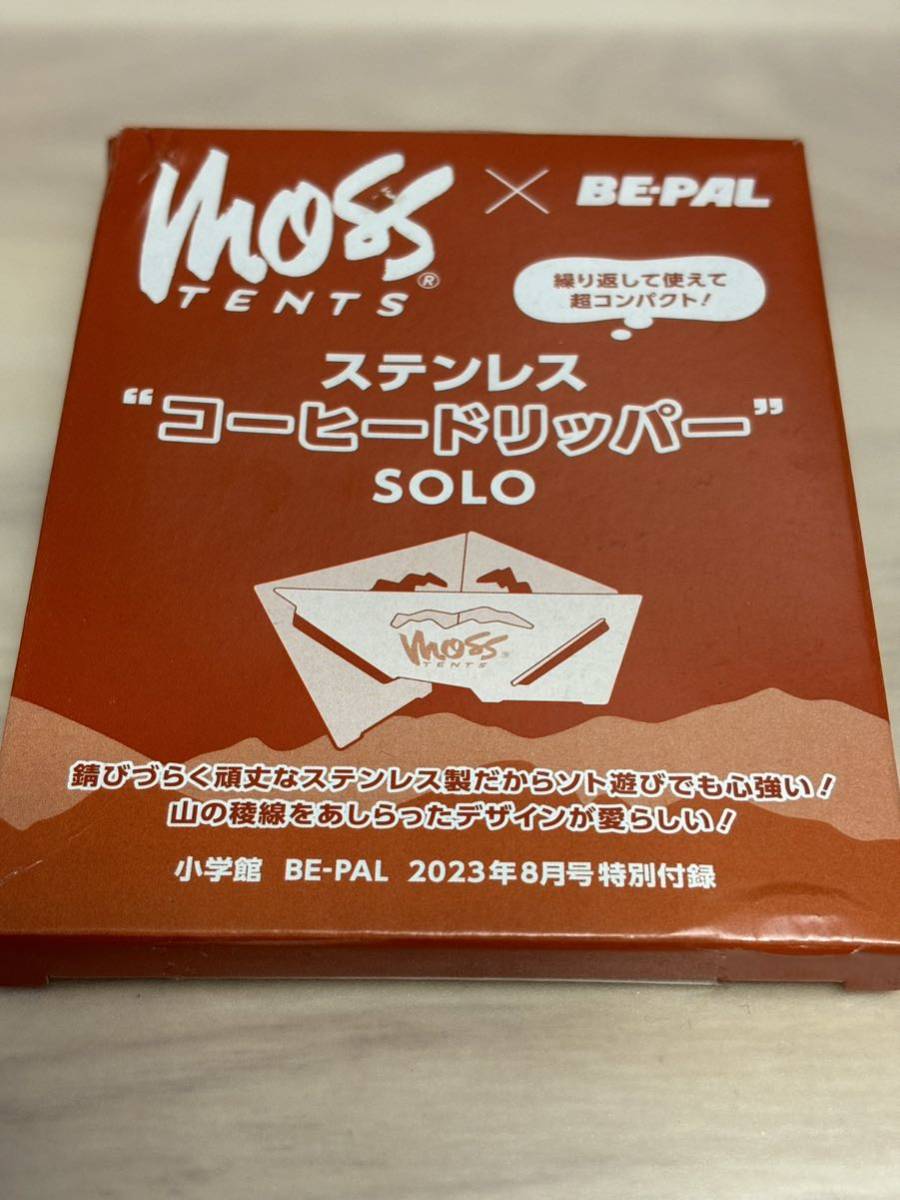 moss × BE-PAL
TENTS®
繰り返して使えて
超コンパクト!
ステンレス
“コーヒードリッパー”
SOLO
moss
TENTS®
錆びづらく頑丈なステンレス製だからソト遊びでも心強い!
山の稜線をあしらったデザインが愛らしい!
小学館 BE-PAL 2023年8月号特別付録